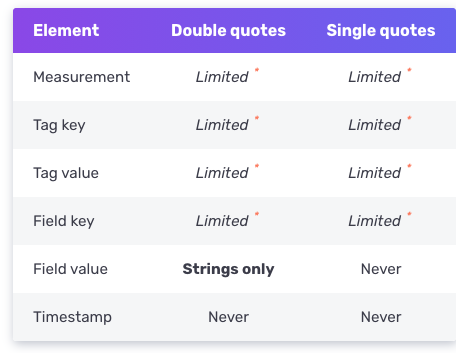 Element Double quotes Single quotes
Measurement Limited * Limited *
Tag key Limited * Limited *
Tag value Limited * Limited *
Field key Limited * Limited *
Field value Strings only Never
Timestamp Never Never